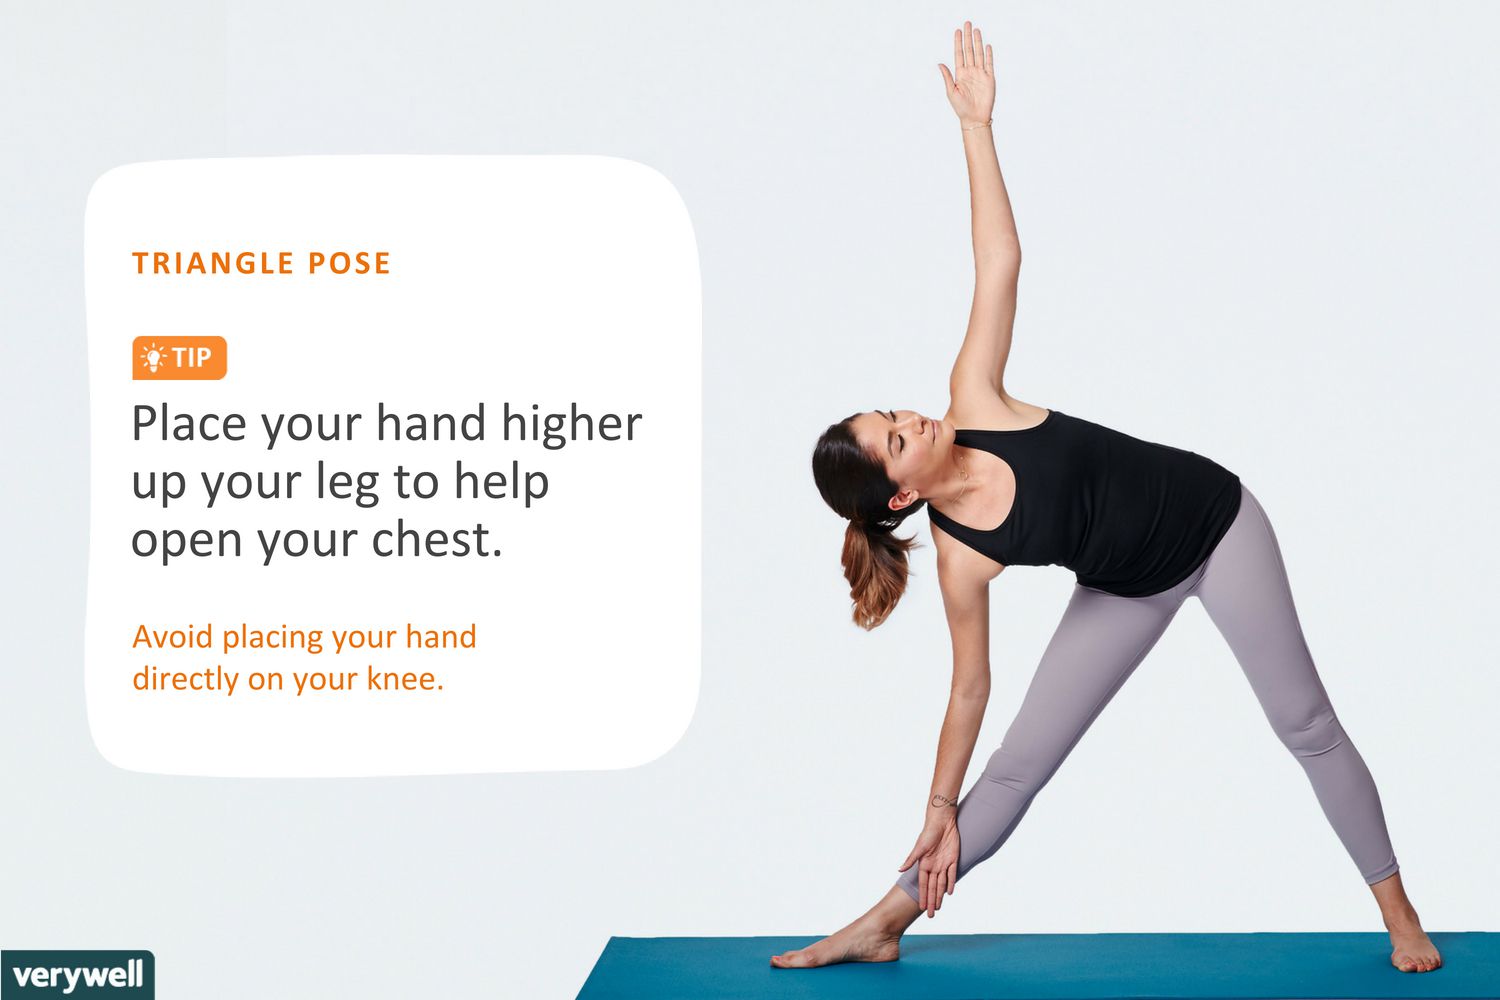 TRIANGLE POSE
TIP
Place your hand higher
up your leg to help
open your chest.
Avoid placing your hand
directly on your knee.
verywell